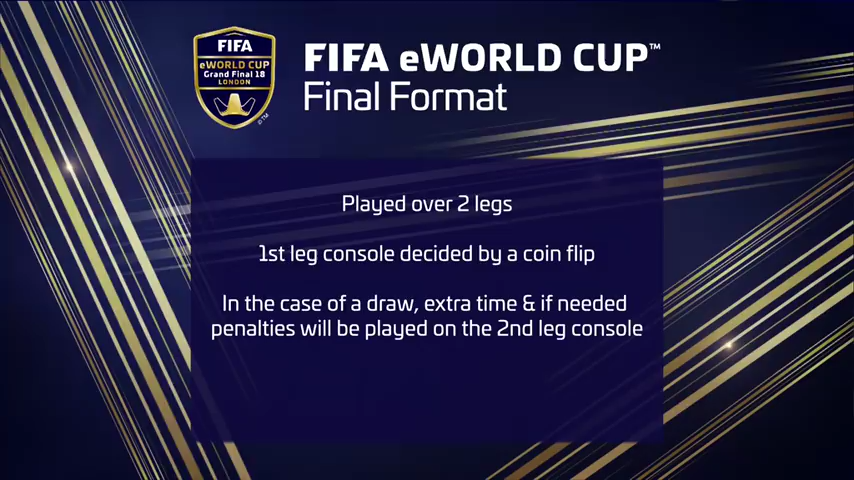 FIFA
eWORLD CUP
Grand Final 18
LONDON
©™
FIFA eWORLD CUP™
Final Format
Played over 2 legs
1st leg console decided by a coin flip
In the case of a draw, extra time & if needed
penalties will be played on the 2nd leg console